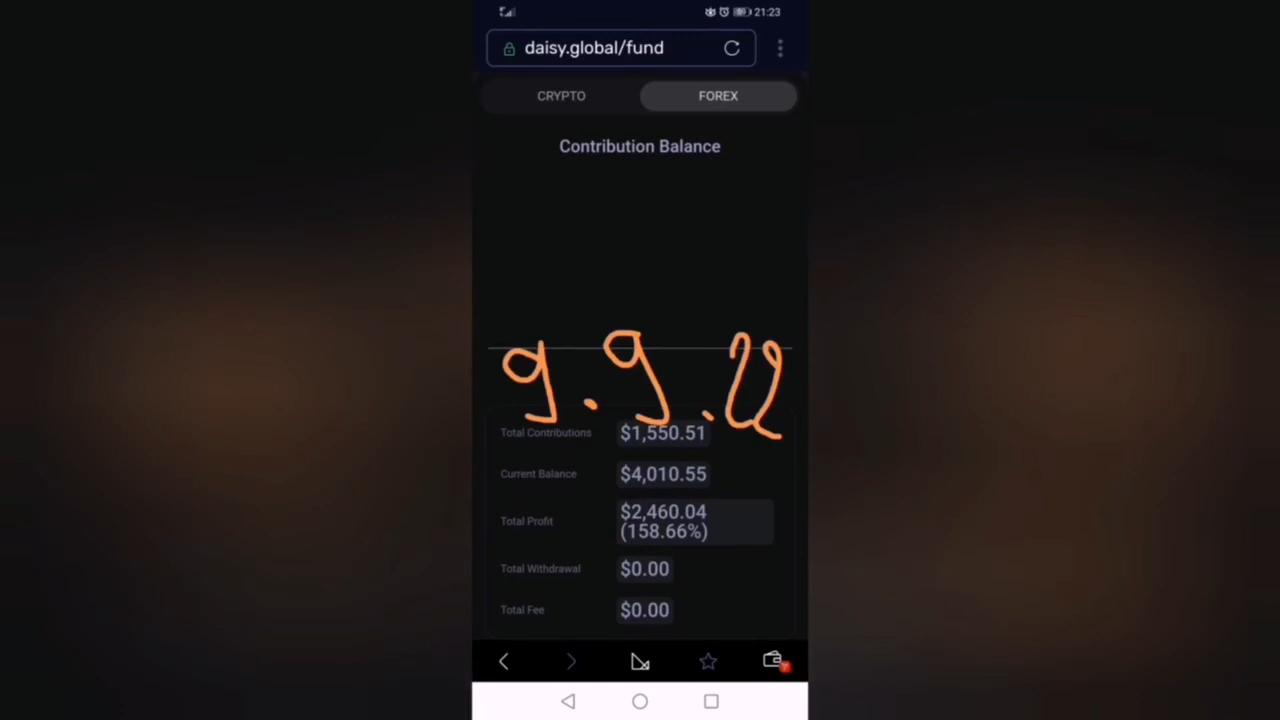 21:23
daisy.global/fund
CRYPTO FOREX
Contribution Balance
9.9.22
Total Contributions $1,550.51
Current Balance $4,010.55
Total Profit $2,460.04
(158.66%)
Total Withdrawal $0.00
Total Fee $0.00